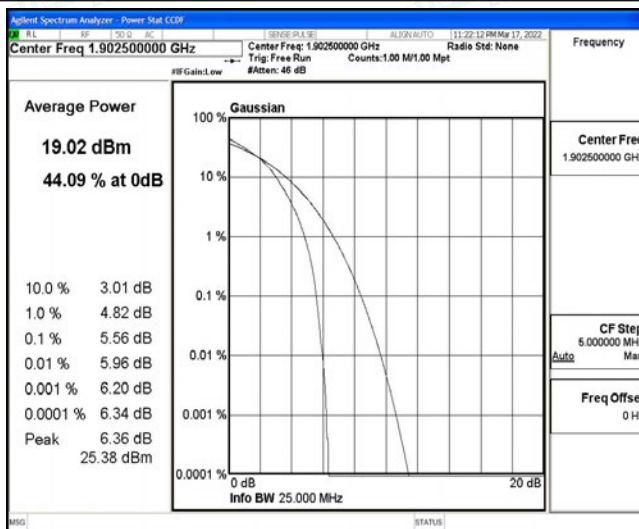 Agilent Spectrum Analyzer - Power Stat CCDF
RL RF 50 Ω AC SENSE:PULSE ALIGN AUTO 11:22:12 PM Mar 17, 2022
Center Freq 1.902500000 GHz
Center Freq: 1.902500000 GHz Radio Std: None
Trig: Free Run Counts:1.00 M/1.00 Mpt
#IFGain:Low #Atten: 46 dB
Frequency
Average Power
19.02 dBm
44.09 % at 0dB
10.0 % 3.01 dB
1.0 % 4.82 dB
0.1 % 5.56 dB
0.01 % 5.96 dB
0.001 % 6.20 dB
0.0001 % 6.34 dB
Peak 6.36 dB
25.38 dBm
Gaussian
100 %
10 %
1 %
0.1 %
0.01 %
0.001 %
0.0001 %
0 dB 20 dB
Info BW 25.000 MHz
Center Freq
1.902500000 GH
CF Step
5.000000 MH
Auto Ma
Freq Offse
0 H
MSG STATUS